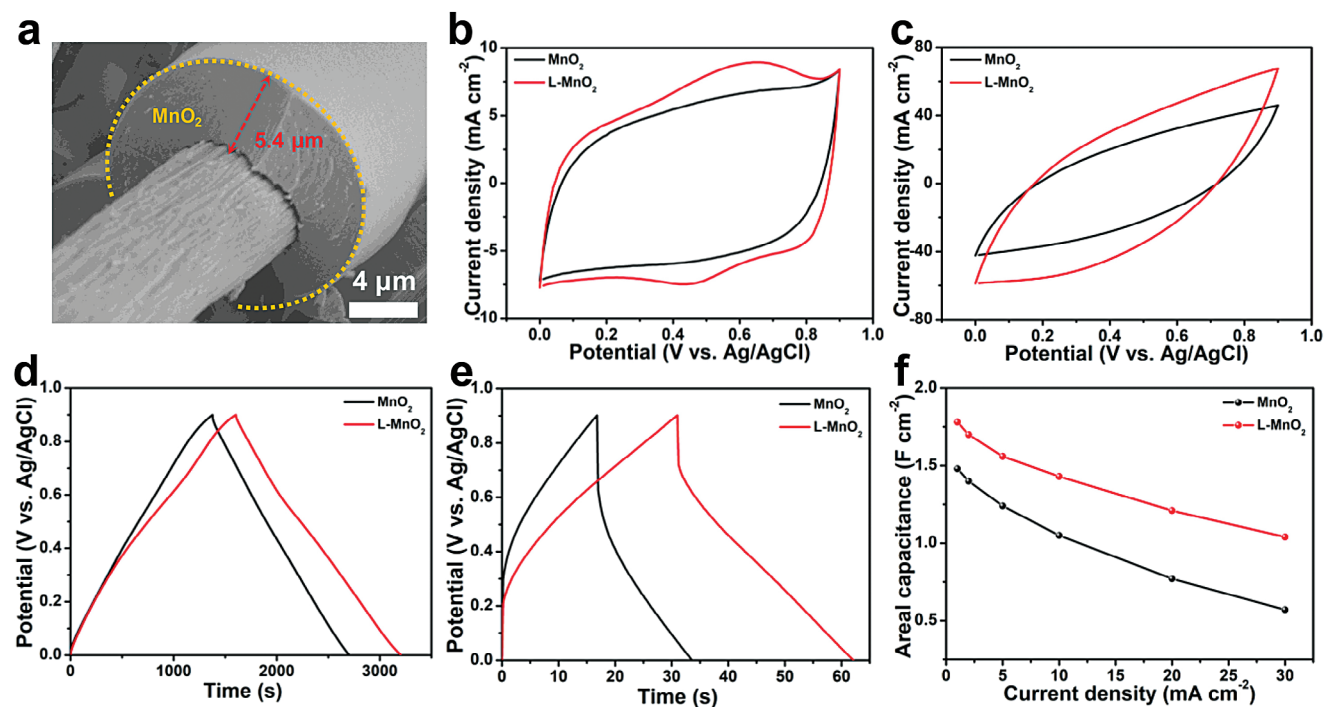 a
MnO₂
5.4 μm
4 μm
b
MnO₂
L-MnO₂
Current density (mA cm⁻²)
10
5
0
-5
-10
0.0 0.2 0.4 0.6 0.8 1.0
Potential (V vs. Ag/AgCl)
c
MnO₂
L-MnO₂
Current density (mA cm⁻²)
80
40
0
-40
-80
0.0 0.2 0.4 0.6 0.8 1.0
Potential (V vs. Ag/AgCl)
d
MnO₂
L-MnO₂
Potential (V vs. Ag/AgCl)
1.0
0.8
0.6
0.4
0.2
0.0
0 1000 2000 3000
Time (s)
e
MnO₂
L-MnO₂
Potential (V vs. Ag/AgCl)
1.0
0.8
0.6
0.4
0.2
0.0
0 10 20 30 40 50 60
Time (s)
f
MnO₂
L-MnO₂
Areal capacitance (F cm⁻²)
2.0
1.5
1.0
0.5
0 5 10 15 20 25 30
Current density (mA cm⁻²)